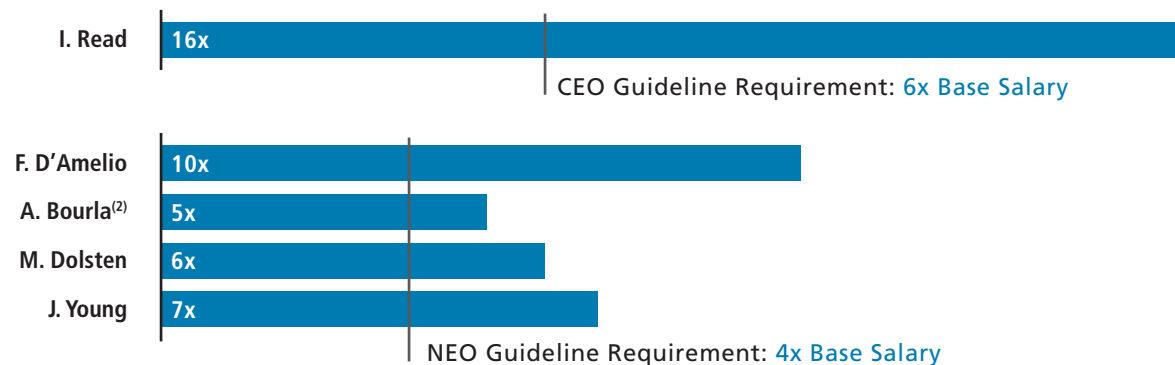 I. Read 16x
CEO Guideline Requirement: 6x Base Salary
F. D’Amelio 10x
A. Bourla(2) 5x
M. Dolsten 6x
J. Young 7x
NEO Guideline Requirement: 4x Base Salary